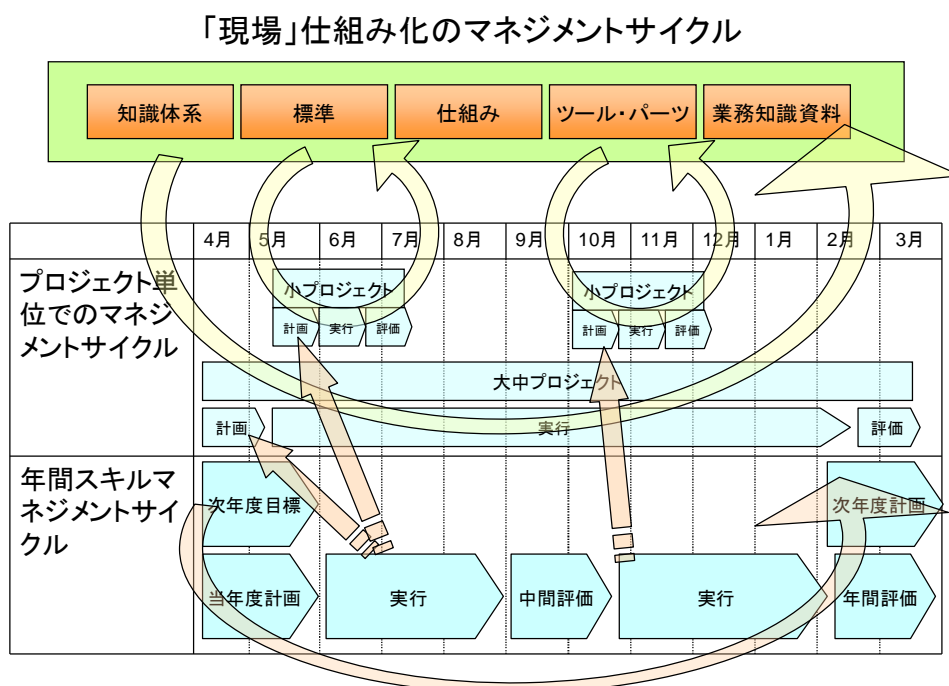 「現場」仕組み化のマネジメントサイクル
知識体系
標準
仕組み
ツール・パーツ
業務知識資料
4月
5月
6月
7月
8月
9月
10月
11月
12月
1月
2月
3月
プロジェクト単
位でのマネジ
メントサイクル
小プロジェクト
計画
実行
評価
小プロジェクト
計画
実行
評価
大中プロジェクト
計画
実行
評価
年間スキルマ
ネジメントサイ
クル
次年度目標
次年度計画
当年度計画
実行
中間評価
実行
年間評価